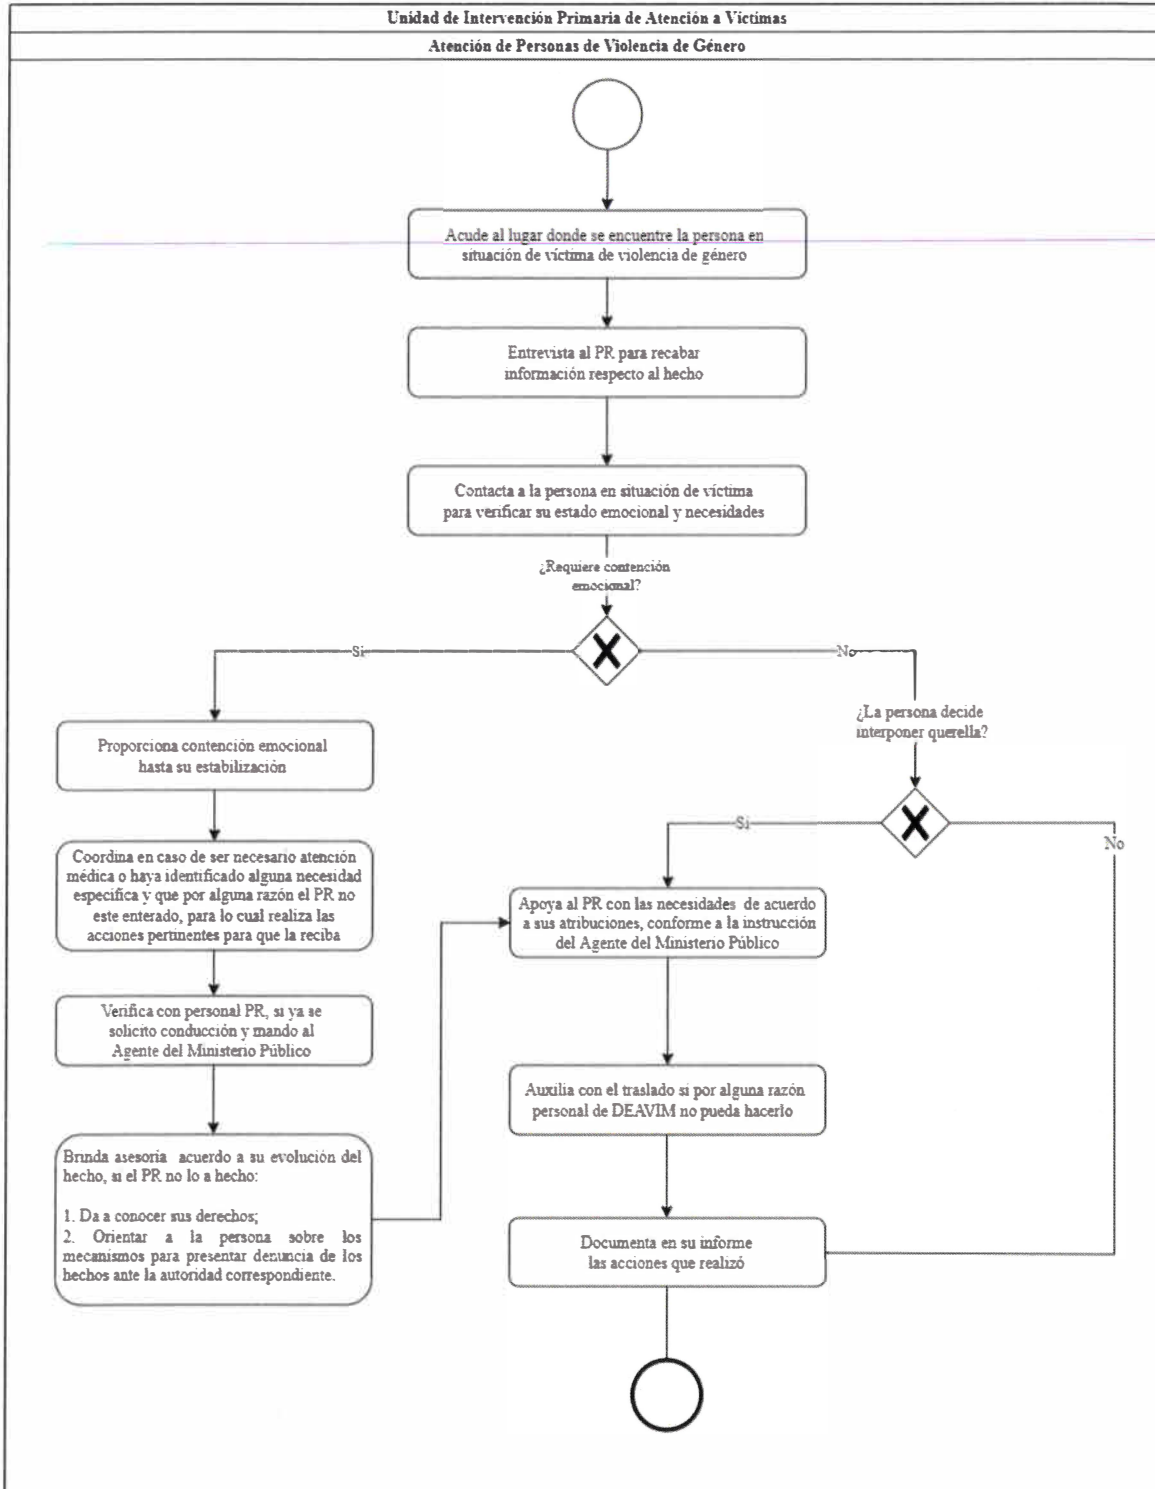 Unidad de Intervención Primaria de Atención a Víctimas
Atención de Personas de Violencia de Género
Acude al lugar donde se encuentre la persona en
situación de víctima de violencia de género
Entrevista al PR para recabar
información respecto al hecho
Contacta a la persona en situación de víctima
para verificar su estado emocional y necesidades
¿Requiere contención
emocional?
Si
No
¿La persona decide
interponer querella?
Proporciona contención emocional
hasta su estabilización
Si
No
Coordina en caso de ser necesario atención
médica o haya identificado alguna necesidad
específica y que por alguna razón el PR no
este enterado, para lo cual realiza las
acciones pertinentes para que la reciba
Apoya al PR con las necesidades de acuerdo
a sus atribuciones, conforme a la instrucción
del Agente del Ministerio Público
Verifica con personal PR, si ya se
solicito conducción y mando al
Agente del Ministerio Público
Auxilia con el traslado si por alguna razón
personal de DEAVIM no pueda hacerlo
Brinda asesoría acuerdo a su evolución del
hecho, si el PR no lo a hecho:
1. Da a conocer sus derechos;
2. Orientar a la persona sobre los
mecanismos para presentar denuncia de los
hechos ante la autoridad correspondiente.
Documenta en su informe
las acciones que realizó